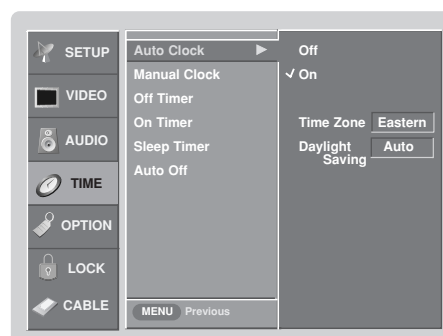 SETUP
VIDEO
AUDIO
TIME
OPTION
LOCK
CABLE
Auto Clock
Manual Clock
Off Timer
On Timer
Sleep Timer
Auto Off
MENU Previous
Off
On
Time Zone Eastern
Daylight Auto
Saving